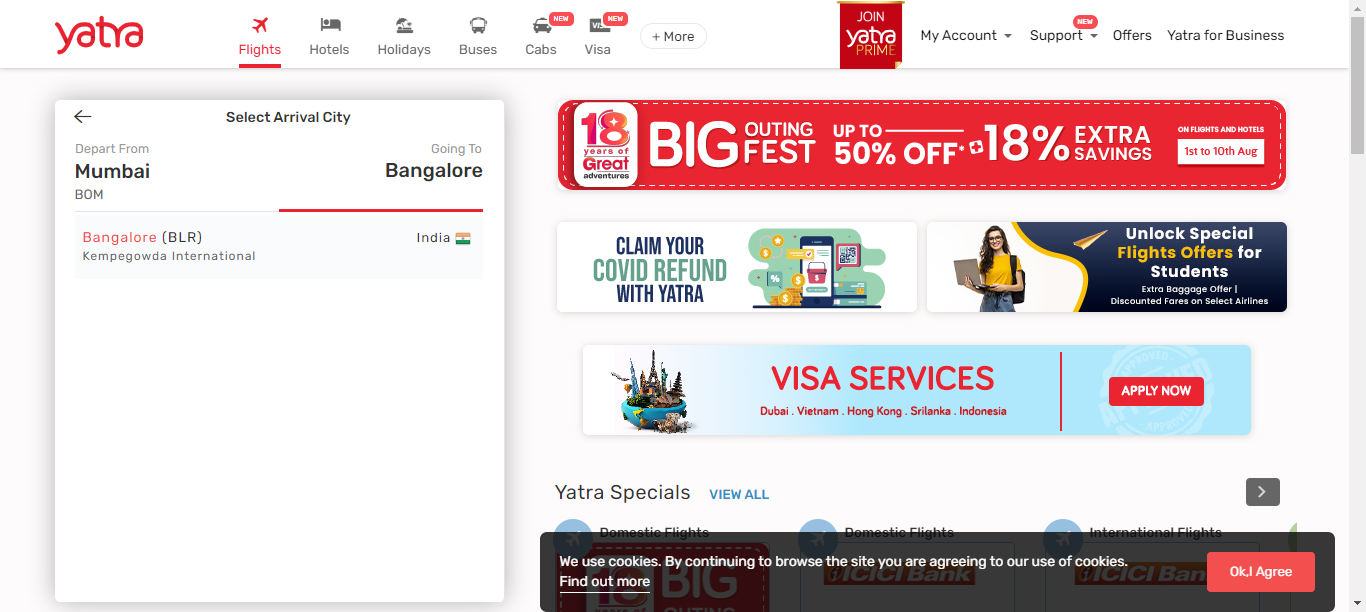 yatra
Flights
Hotels
Holidays
Buses
NEW
Cabs
NEW
Visa
+ More
JOIN
yatra
PRIME
My Account
NEW
Support
Offers
Yatra for Business
Select Arrival City
Depart From
Mumbai
BOM
Going To
Bangalore
Bangalore (BLR)
India
Kempegowda International
18
years of
Great
adventures
BIG
OUTING
FEST
UP TO
50% OFF*
18%
EXTRA
SAVINGS
ON FLIGHTS AND HOTELS
1st to 10th Aug
CLAIM YOUR
COVID REFUND
WITH YATRA
Unlock Special
Flights Offers for
Students
Extra Baggage Offer |
Discounted Fares on Select Airlines
VISA SERVICES
Dubai . Vietnam . Hong Kong . Srilanka . Indonesia
APPLY NOW
Yatra Specials
VIEW ALL
Domestic Flights
Domestic Flights
International Flights
BIG
ICICI Bank
ICICI Bank
We use cookies. By continuing to browse the site you are agreeing to our use of cookies.
Find out more
Ok,I Agree